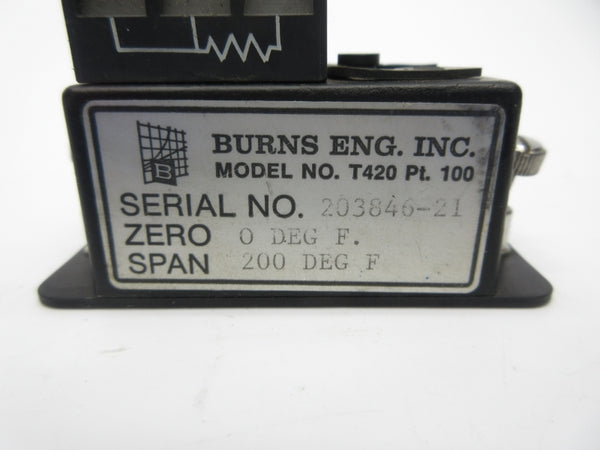 B
BURNS ENG. INC.
MODEL NO. T420 Pt. 100
SERIAL NO. 203846-21
ZERO 0 DEG F.
SPAN 200 DEG F